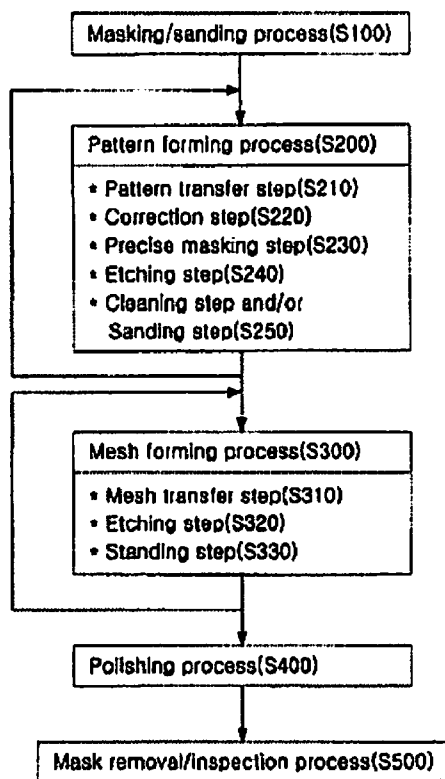 Masking/sanding process(S100)
Pattern forming process(S200)
* Pattern transfer step(S210)
* Correction step(S220)
* Precise masking step(S230)
* Etching step(S240)
* Cleaning step and/or
Sanding step(S250)
Mesh forming process(S300)
* Mesh transfer step(S310)
* Etching step(S320)
* Standing step(S330)
Polishing process(S400)
Mask removal/inspection process(S500)